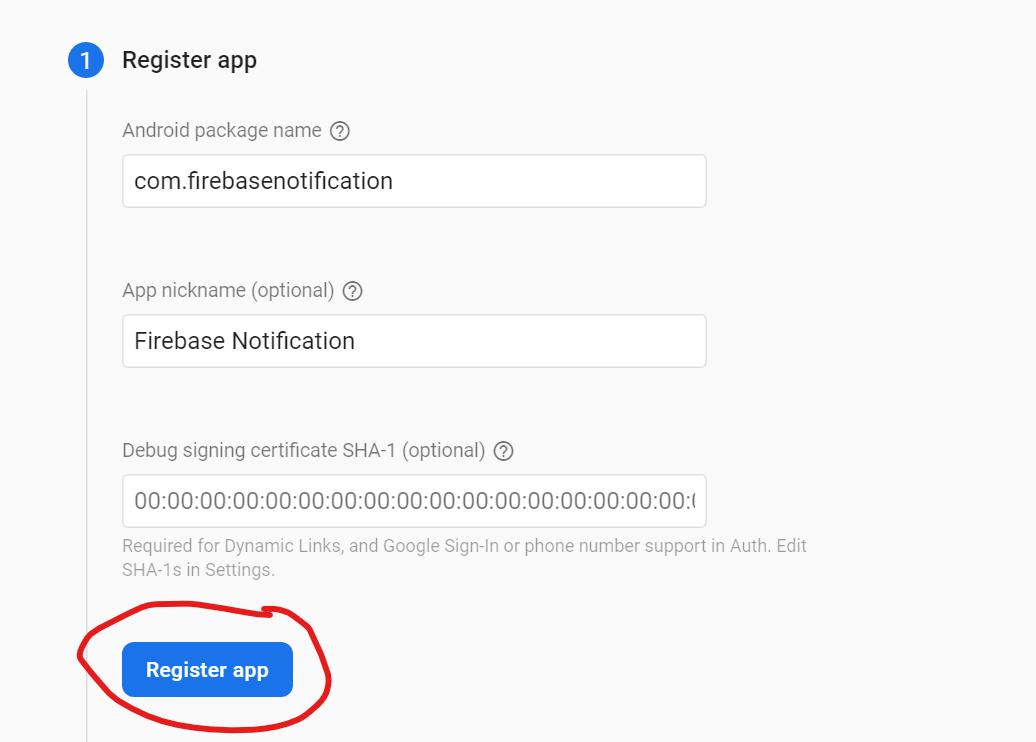 1 Register app
Android package name ?
com.firebasenotification
App nickname (optional) ?
Firebase Notification
Debug signing certificate SHA-1 (optional) ?
00:00:00:00:00:00:00:00:00:00:00:00:00:00:00:00:00:
Required for Dynamic Links, and Google Sign-In or phone number support in Auth. Edit
SHA-1s in Settings.
Register app